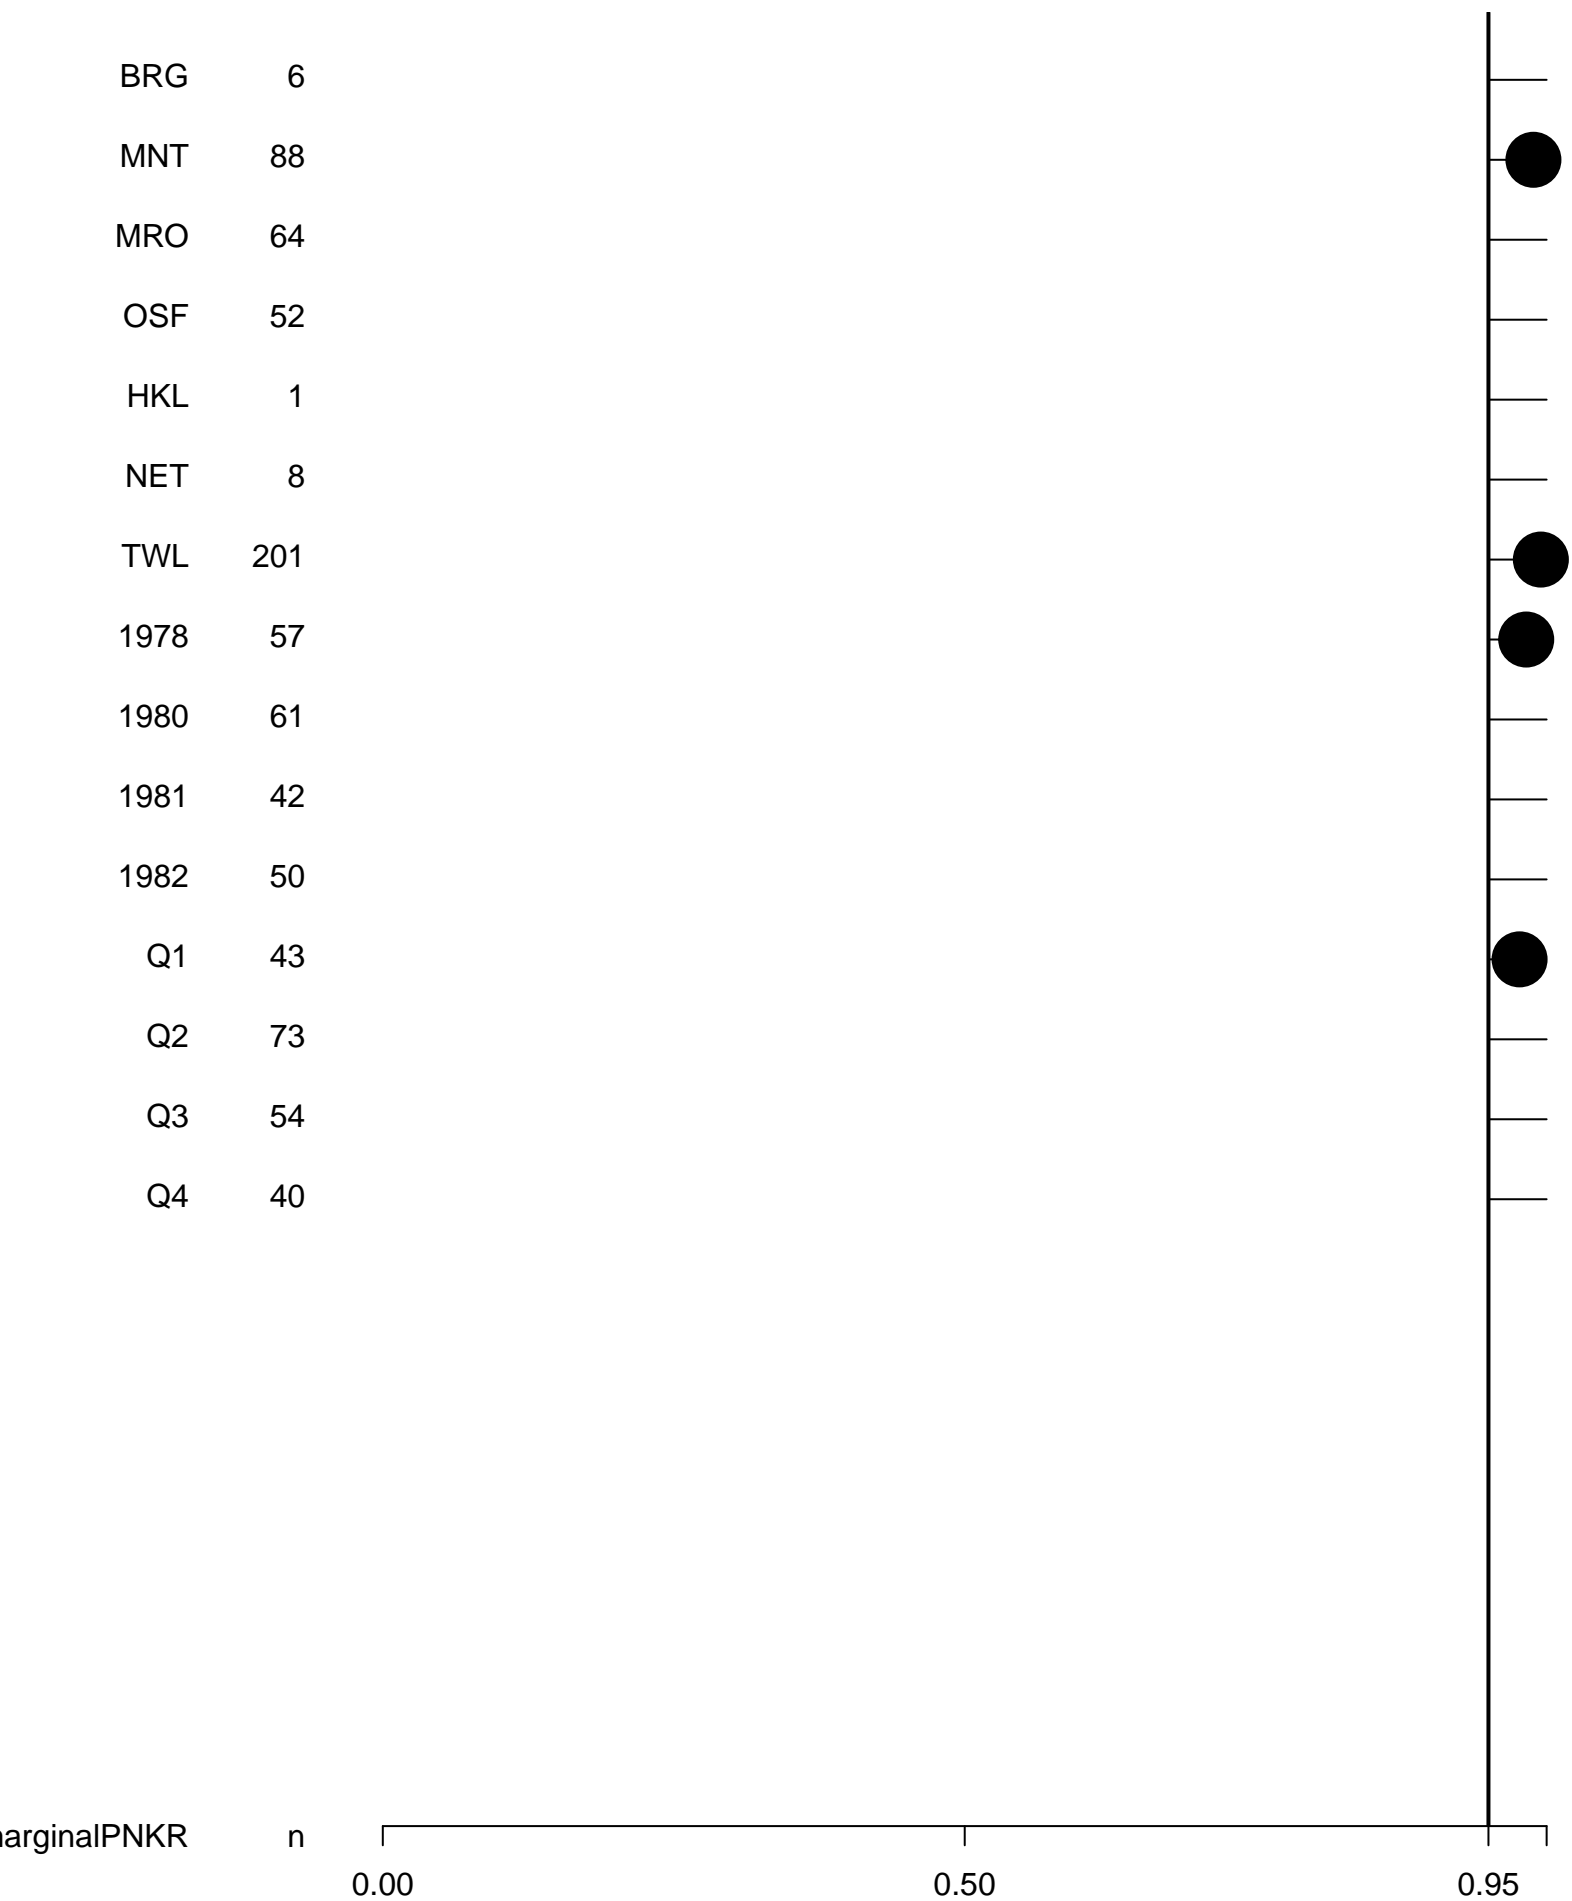 BRG 6
MNT 88
MRO 64
OSF 52
HKL 1
NET 8
TWL 201
1978 57
1980 61
1981 42
1982 50
Q1 43
Q2 73
Q3 54
Q4 40
arginalPNKR n
0.00 0.50 0.95